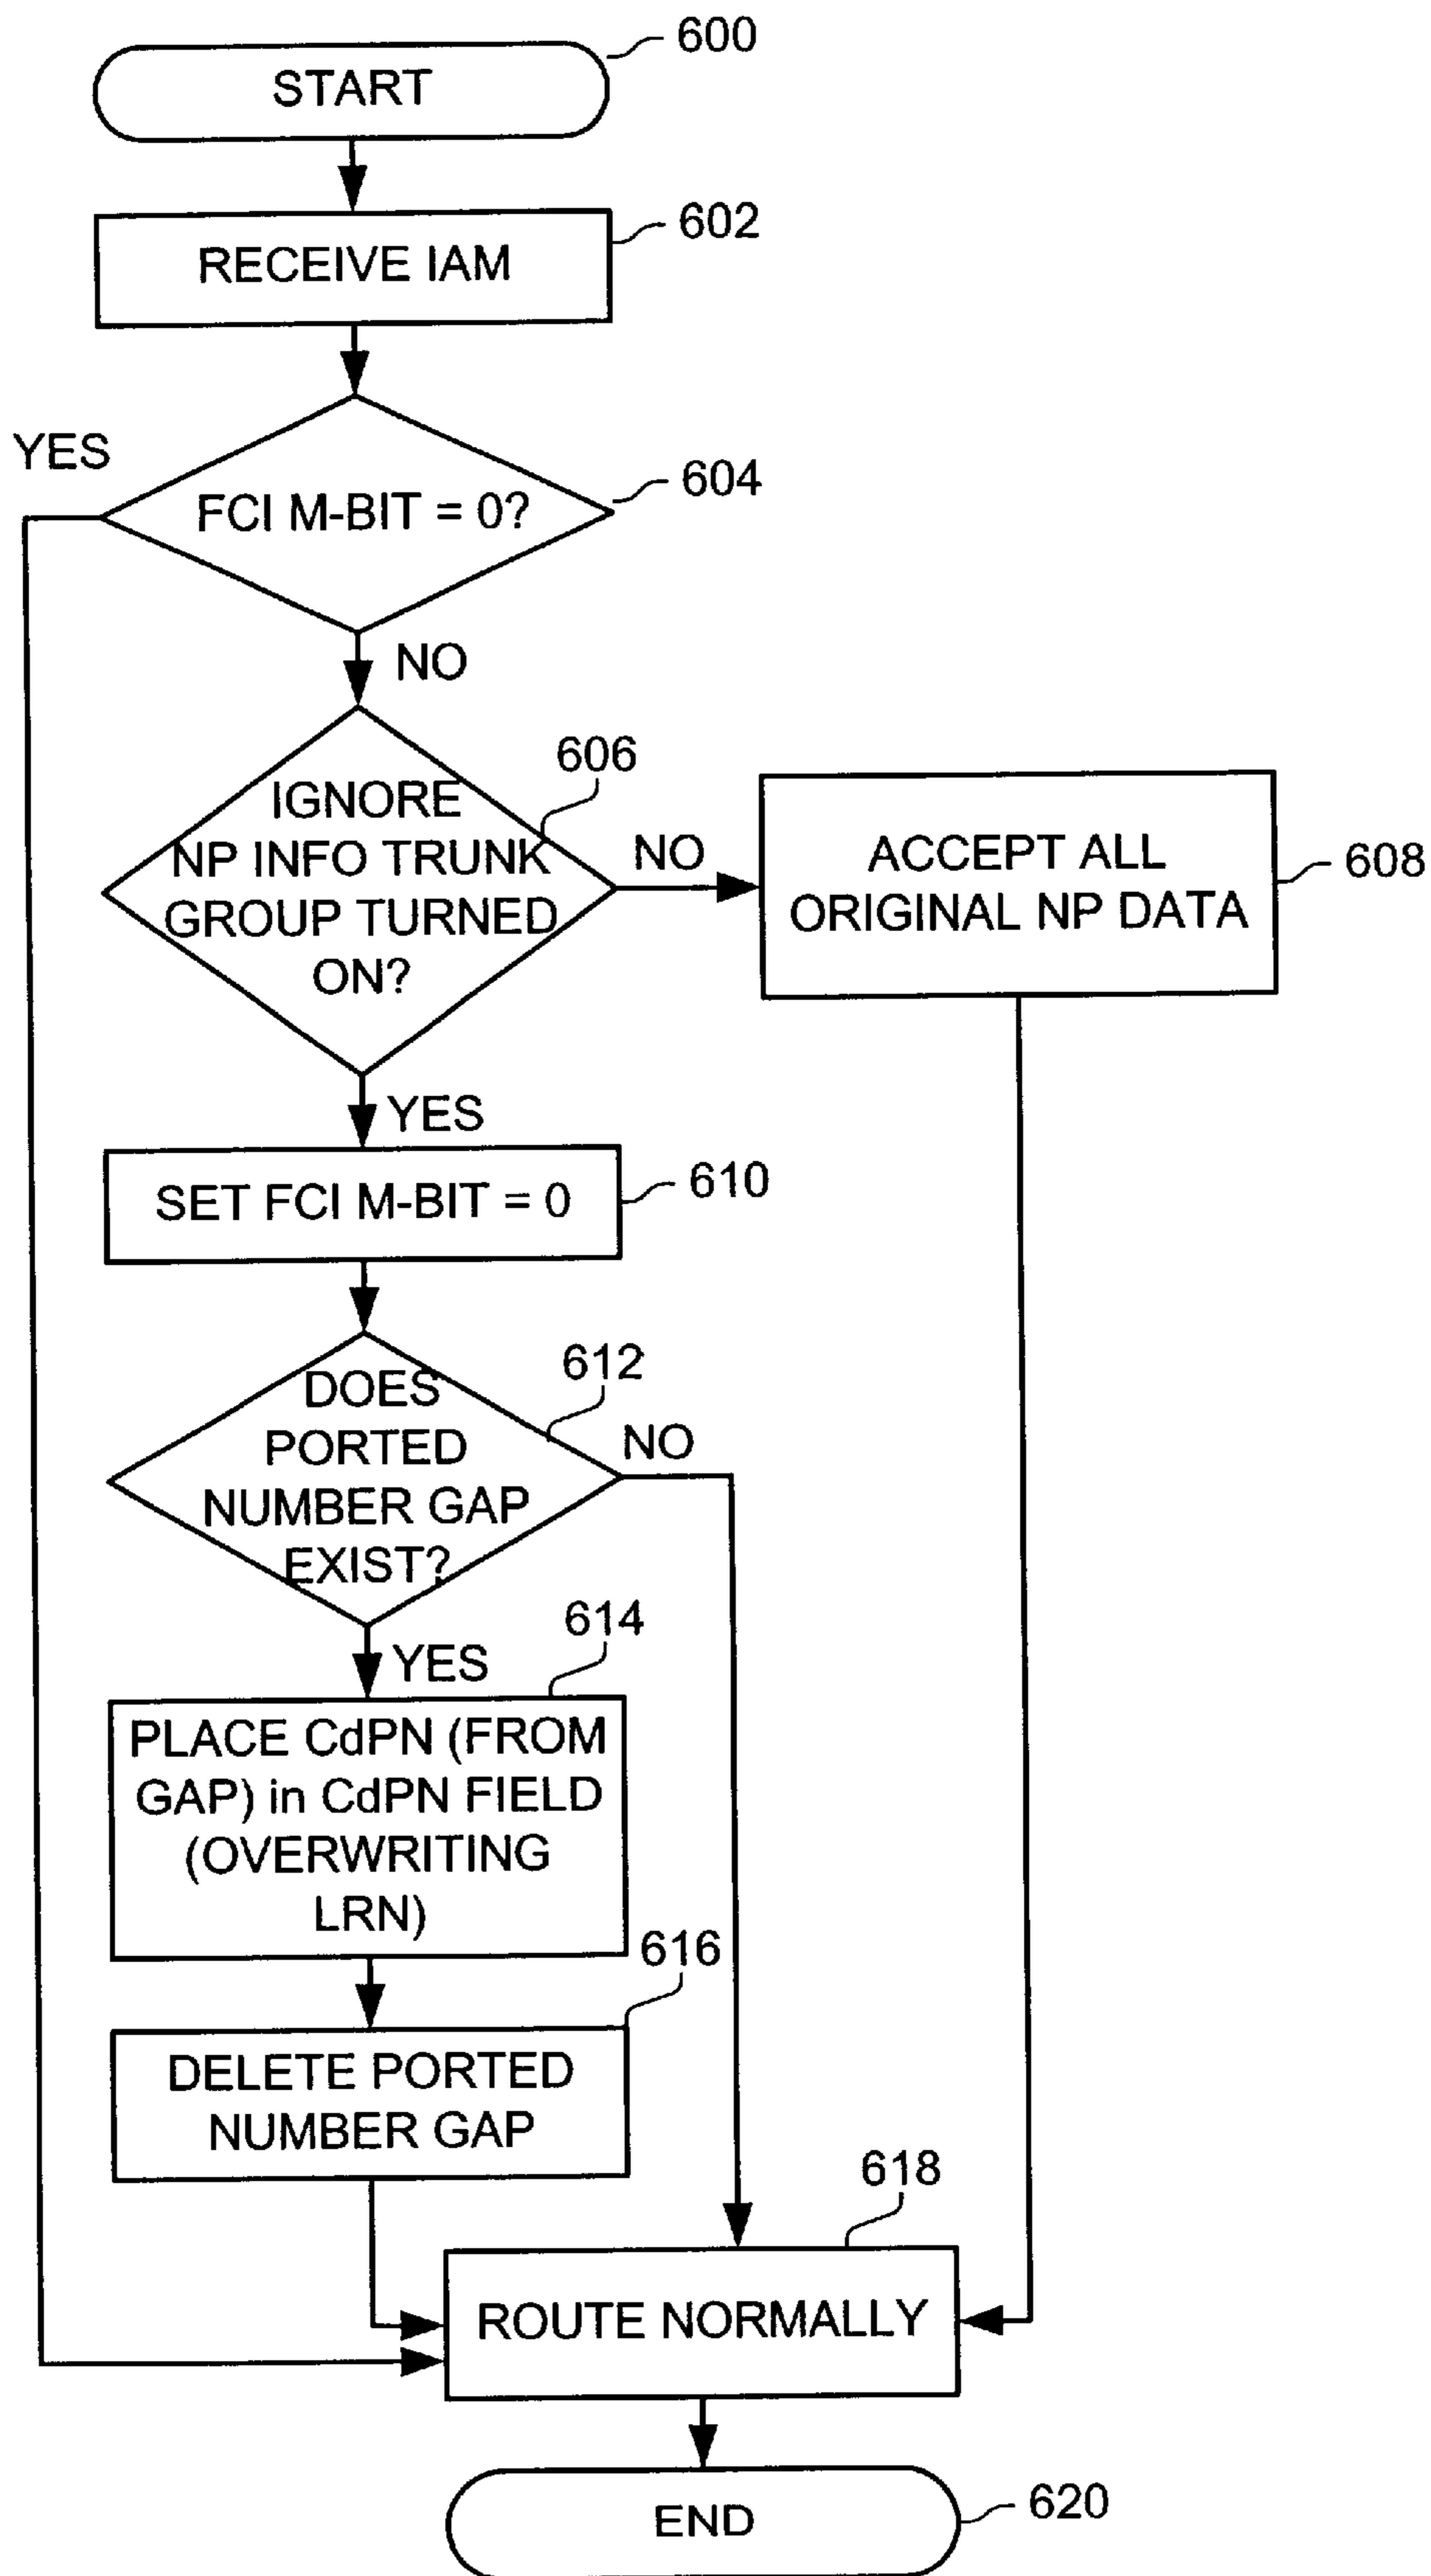 600
START
602
RECEIVE IAM
YES
604
FCI M-BIT = 0?
NO
606
IGNORE
NP INFO TRUNK
GROUP TURNED
ON?
NO
ACCEPT ALL
ORIGINAL NP DATA
608
YES
SET FCI M-BIT = 0
610
612
DOES
PORTED
NUMBER GAP
EXIST?
NO
YES
614
PLACE CdPN (FROM
GAP) in CdPN FIELD
(OVERWRITING
LRN)
616
DELETE PORTED
NUMBER GAP
618
ROUTE NORMALLY
END
620